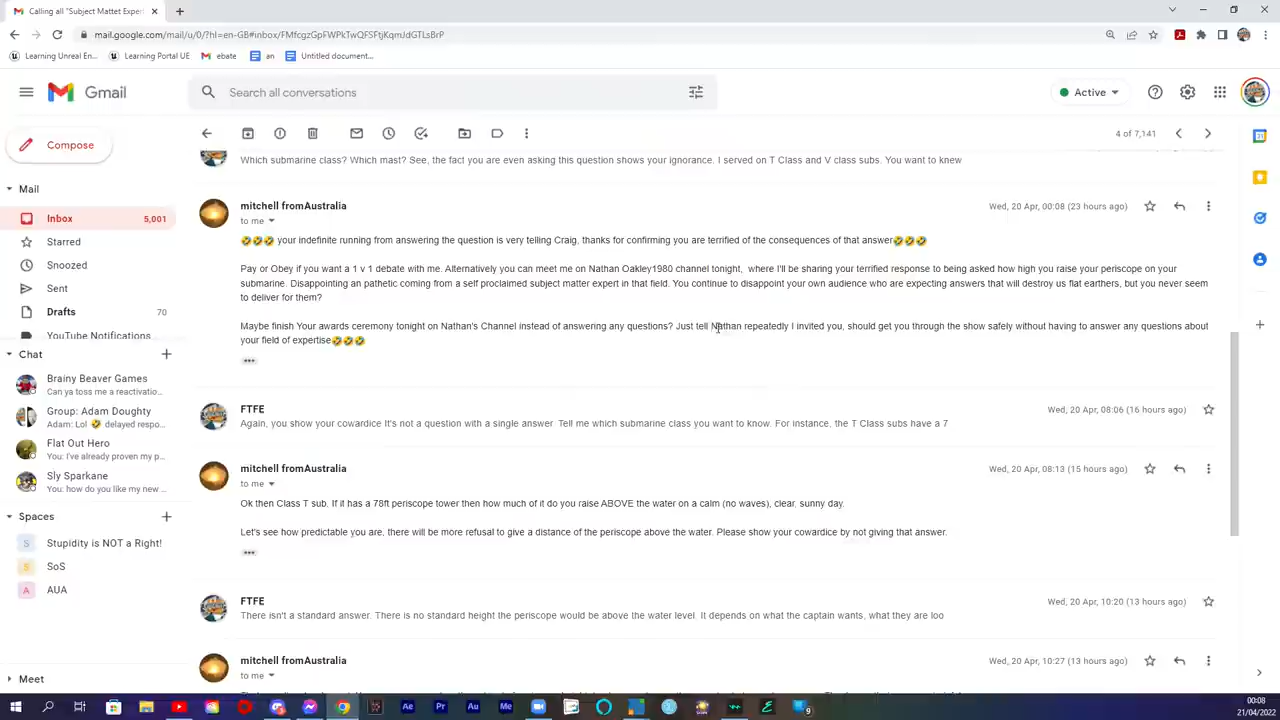 Calling all "Subject Mattet Expert
mail.google.com/mail/u/0/?hl=en-GB#inbox/FMfcgzGpFWPkTwQFSFtjKqmJdGTLsBrP
Learning Unreal En...
Learning Portal UE
ebate
an
Untitled document...
Gmail
Search all conversations
Active
Compose
4 of 7,141
Mail
Inbox 5,001
Starred
Snoozed
Sent
Drafts 70
YouTube Notifications
Chat
Brainy Beaver Games
Can ya toss me a reactivatio...
Group: Adam Doughty
Adam: Lol 🤣 delayed respo...
Flat Out Hero
You: I've already proven my p...
Sly Sparkane
You: how do you like my new ...
Spaces
S Stupidity is NOT a Right!
S SoS
A AUA
Meet
Which submarine class? Which mast? See, the fact you are even asking this question shows your ignorance. I served on T Class and V class subs. You want to knew
mitchell fromAustralia
Wed, 20 Apr, 00:08 (23 hours ago)
to me
🤣🤣🤣 your indefinite running from answering the question is very telling Craig, thanks for confirming you are terrified of the consequences of that answer🤣🤣🤣
Pay or Obey if you want a 1 v 1 debate with me. Alternatively you can meet me on Nathan Oakley1980 channel tonight, where I'll be sharing your terrified response to being asked how high you raise your periscope on your
submarine. Disappointing an pathetic coming from a self proclaimed subject matter expert in that field. You continue to disappoint your own audience who are expecting answers that will destroy us flat earthers, but you never seem
to deliver for them?
Maybe finish Your awards ceremony tonight on Nathan's Channel instead of answering any questions? Just tell Nathan repeatedly I invited you, should get you through the show safely without having to answer any questions about
your field of expertise🤣🤣🤣
FTFE
Wed, 20 Apr, 08:06 (16 hours ago)
Again, you show your cowardice It's not a question with a single answer Tell me which submarine class you want to know. For instance, the T Class subs have a 7
mitchell fromAustralia
Wed, 20 Apr, 08:13 (15 hours ago)
to me
Ok then Class T sub. If it has a 78ft periscope tower then how much of it do you raise ABOVE the water on a calm (no waves), clear, sunny day.
Let's see how predictable you are, there will be more refusal to give a distance of the periscope above the water. Please show your cowardice by not giving that answer.
FTFE
Wed, 20 Apr, 10:20 (13 hours ago)
There isn't a standard answer. There is no standard height the periscope would be above the water level. It depends on what the captain wants, what they are loo
mitchell fromAustralia
Wed, 20 Apr, 10:27 (13 hours ago)
to me
00:08
21/04/2022